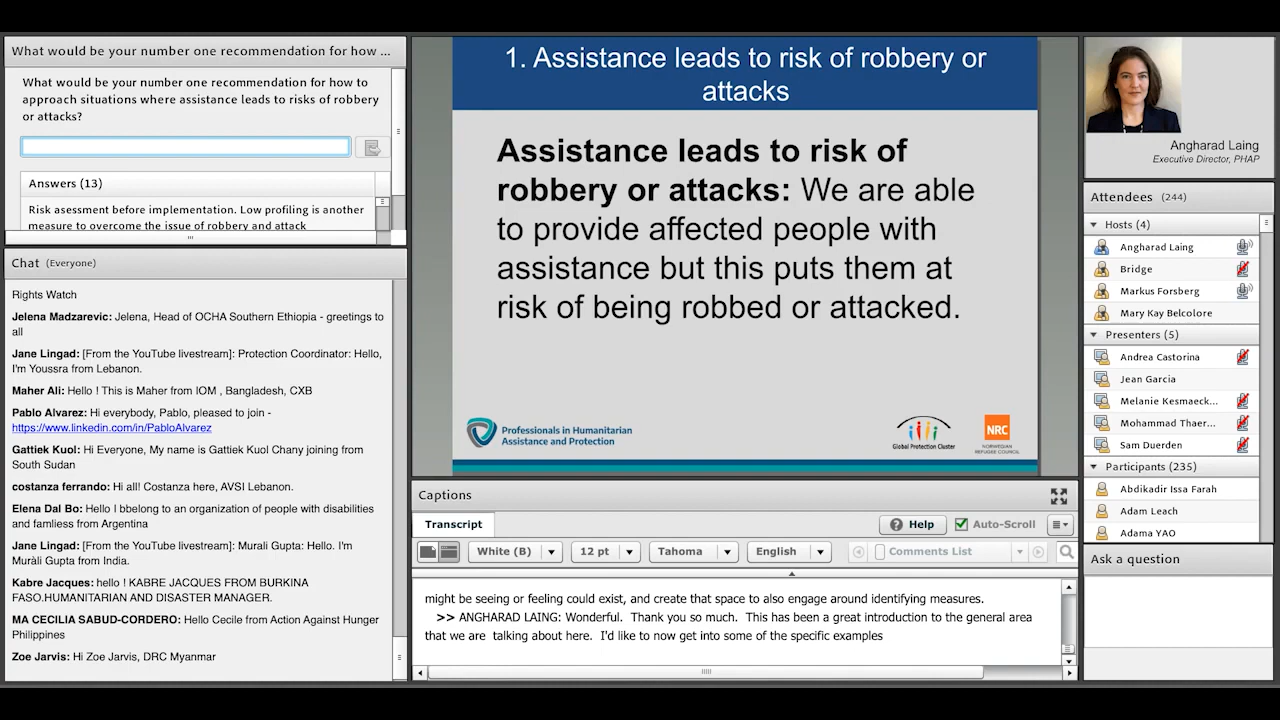 What would be your number one recommendation for how ...
What would be your number one recommendation for how to
approach situations where assistance leads to risks of robbery
or attacks?
Answers (13)
Risk asessment before implementation. Low profiling is another
measure to overcome the issue of robbery and attack
Chat (Everyone)
Rights Watch
Jelena Madzarevic: Jelena, Head of OCHA Southern Ethiopia - greetings to
all
Jane Lingad: [From the YouTube livestream]: Protection Coordinator: Hello,
I'm Youssra from Lebanon.
Maher Ali: Hello ! This is Maher from IOM , Bangladesh, CXB
Pablo Alvarez: Hi everybody, Pablo, pleased to join -
https://www.linkedin.com/in/PabloAlvarez
Gattiek Kuol: Hi Everyone, My name is Gattiek Kuol Chany joining from
South Sudan
costanza ferrando: Hi all! Costanza here, AVSI Lebanon.
Elena Dal Bo: Hello I bbelong to an organization of people with disabilities
and famliess from Argentina
Jane Lingad: [From the YouTube livestream]: Murali Gupta: Hello. I'm
Muràli Gupta from India.
Kabre Jacques: hello ! KABRE JACQUES FROM BURKINA
FASO.HUMANITARIAN AND DISASTER MANAGER.
MA CECILIA SABUD-CORDERO: Hello Cecile from Action Against Hunger
Philippines
Zoe Jarvis: Hi Zoe Jarvis, DRC Myanmar
1. Assistance leads to risk of robbery or
attacks
Assistance leads to risk of
robbery or attacks: We are able
to provide affected people with
assistance but this puts them at
risk of being robbed or attacked.
Professionals in Humanitarian
Assistance and Protection
Global Protection Cluster
NRC
NORWEGIAN
REFUGEE COUNCIL
Captions
Transcript
Help
Auto-Scroll
White (B)
12 pt
Tahoma
English
Comments List
might be seeing or feeling could exist, and create that space to also engage around identifying measures.
>> ANGHARAD LAING: Wonderful. Thank you so much. This has been a great introduction to the general area
that we are talking about here. I'd like to now get into some of the specific examples
Angharad Laing
Executive Director, PHAP
Attendees (244)
Hosts (4)
Angharad Laing
Bridge
Markus Forsberg
Mary Kay Belcolore
Presenters (5)
Andrea Castorina
Jean Garcia
Melanie Kesmaeck...
Mohammad Thaer...
Sam Duerden
Participants (235)
Abdikadir Issa Farah
Adam Leach
Adama YAO
Ask a question